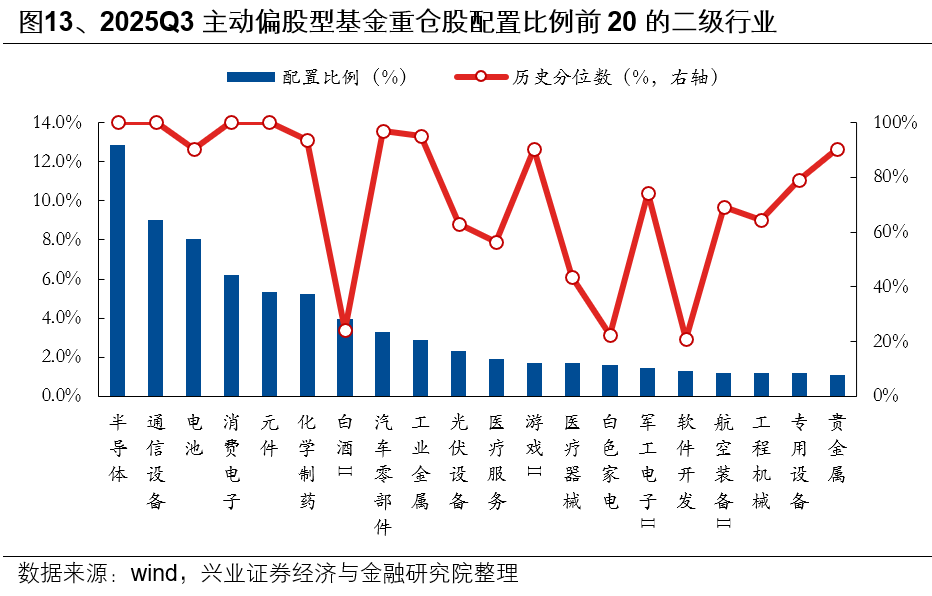 图13、2025Q3 主动偏股型基金重仓股配置比例前 20 的二级行业
配置比例（%）
历史分位数（%，右轴）
14.0%
12.0%
10.0%
8.0%
6.0%
4.0%
2.0%
0.0%
100%
80%
60%
40%
20%
0%
半导体
通信设备
电池
消费电子
元件
化学制药
白酒Ⅱ
汽车零部件
工业金属
光伏设备
医疗服务
游戏Ⅱ
医疗器械
白色家电
军工电子Ⅱ
软件开发
航空装备Ⅱ
工程机械
专用设备
贵金属
数据来源：wind，兴业证券经济与金融研究院整理